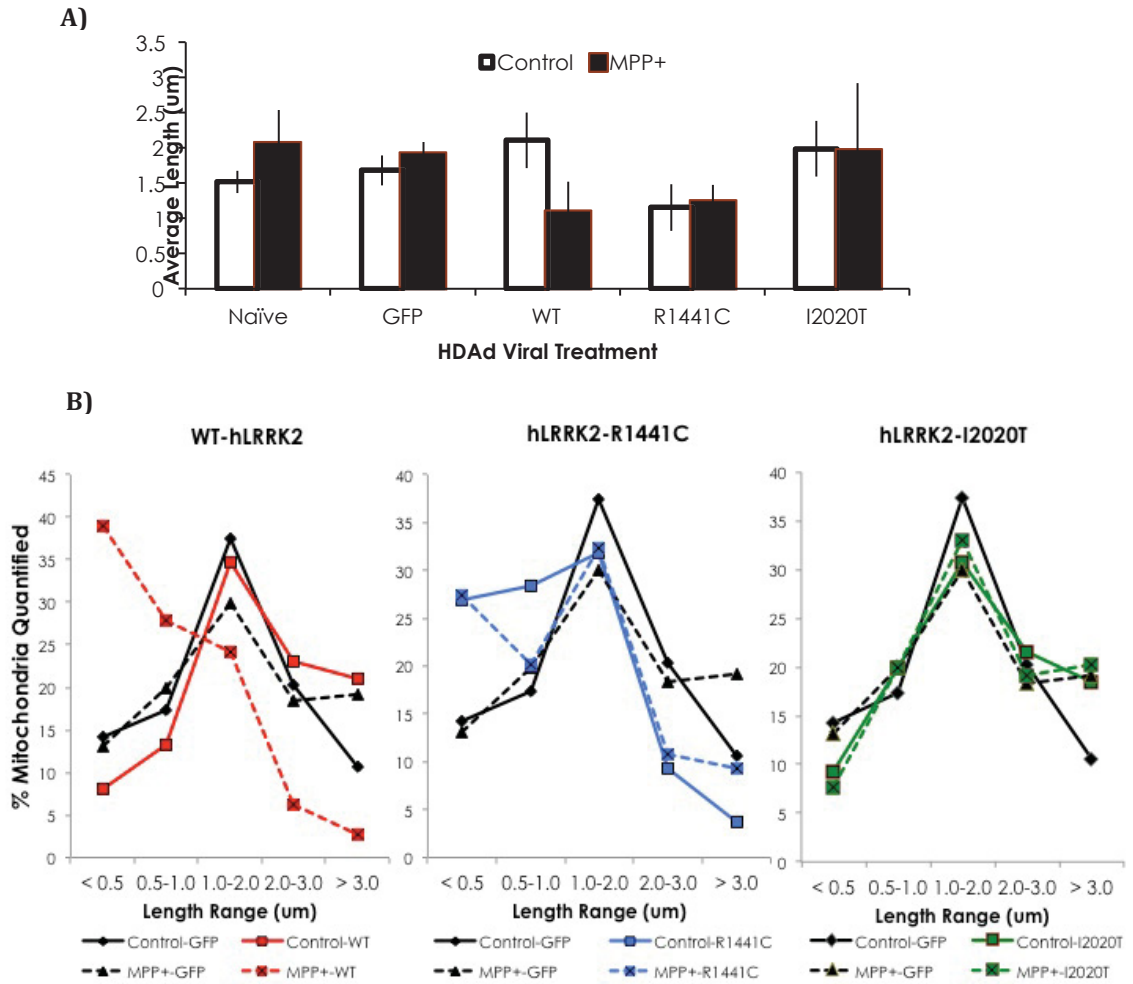 A)
3.5
3
2.5
2
1.5
1
0.5
0
Average Length (um)
Control MPP+
Naïve GFP WT R1441C I2020T
HDAd Viral Treatment
B)
WT-hLRRK2
% Mitochondria Quantified
45
40
35
30
25
20
15
10
5
0
< 0.5 0.5-1.0 1.0-2.0 2.0-3.0 > 3.0
Length Range (um)
Control-GFP Control-WT
MPP+-GFP MPP+-WT
hLRRK2-R1441C
40
35
30
25
20
15
10
5
0
< 0.5 0.5-1.0 1.0-2.0 2.0-3.0 > 3.0
Length Range (um)
Control-GFP Control-R1441C
MPP+-GFP MPP+-R1441C
hLRRK2-I2020T
40
35
30
25
20
15
10
5
0
< 0.5 0.5-1.0 1.0-2.0 2.0-3.0 > 3.0
Length Range (um)
Control-GFP Control-I2020T
MPP+-GFP MPP+-I2020T